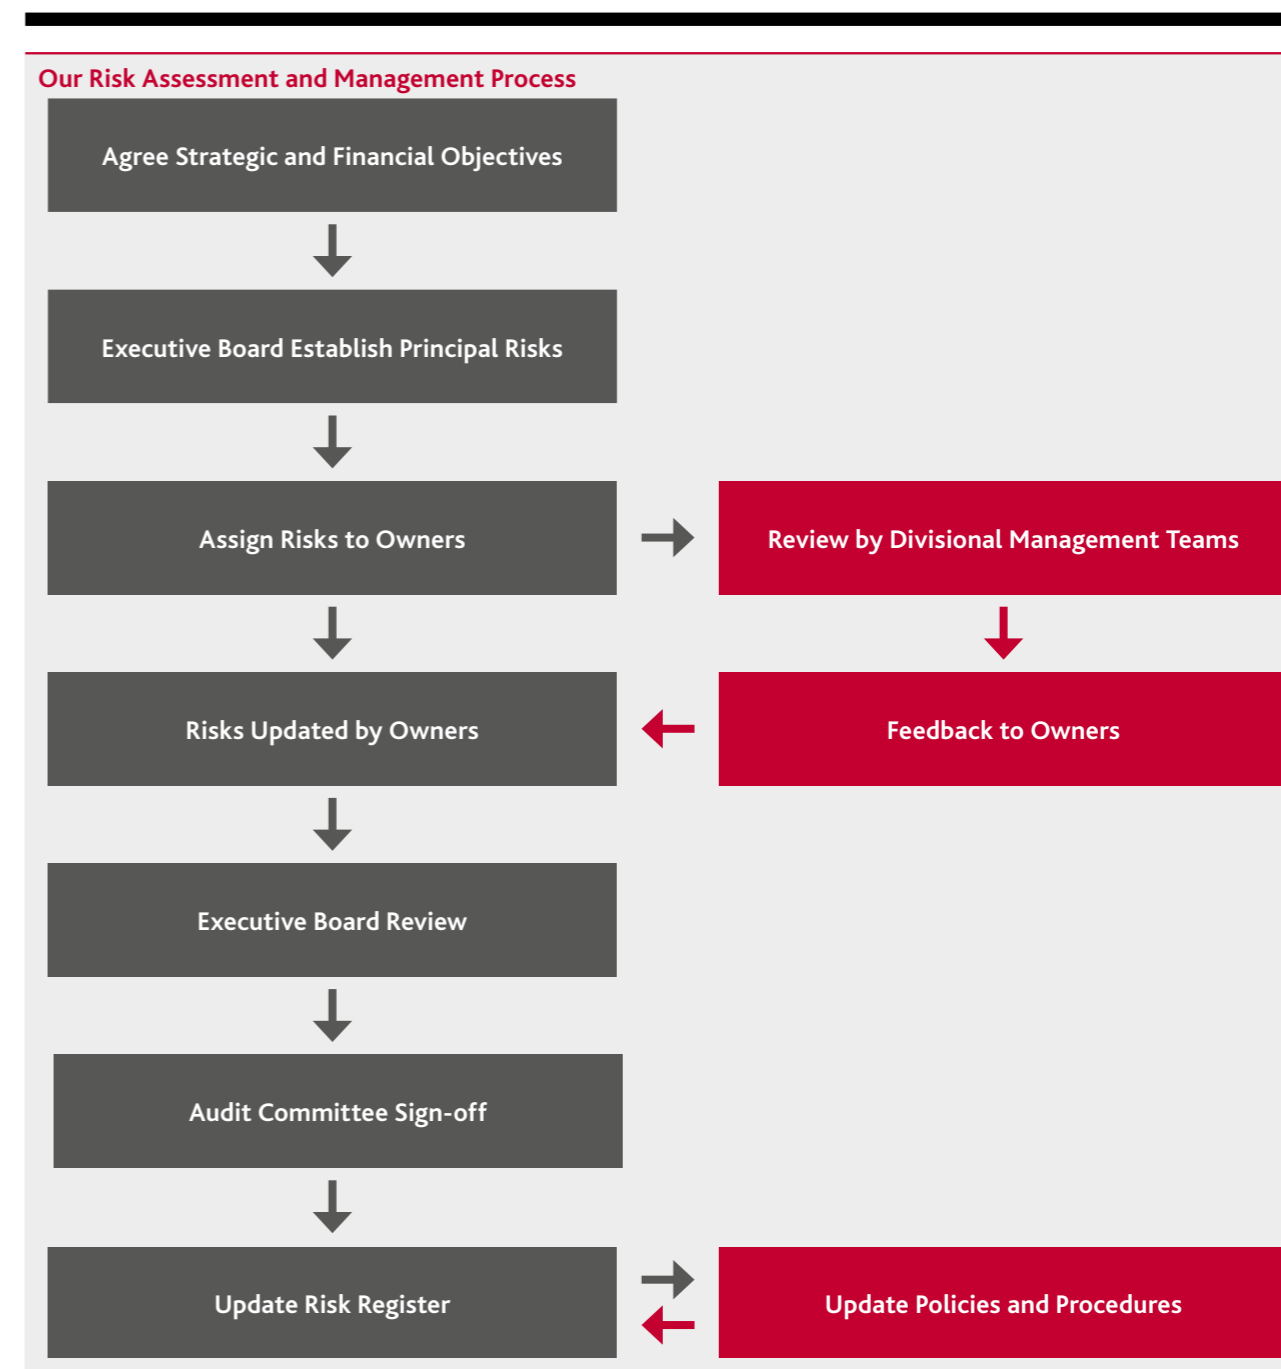 Our Risk Assessment and Management Process
Agree Strategic and Financial Objectives
Executive Board Establish Principal Risks
Assign Risks to Owners
Review by Divisional Management Teams
Risks Updated by Owners
Feedback to Owners
Executive Board Review
Audit Committee Sign-off
Update Risk Register
Update Policies and Procedures